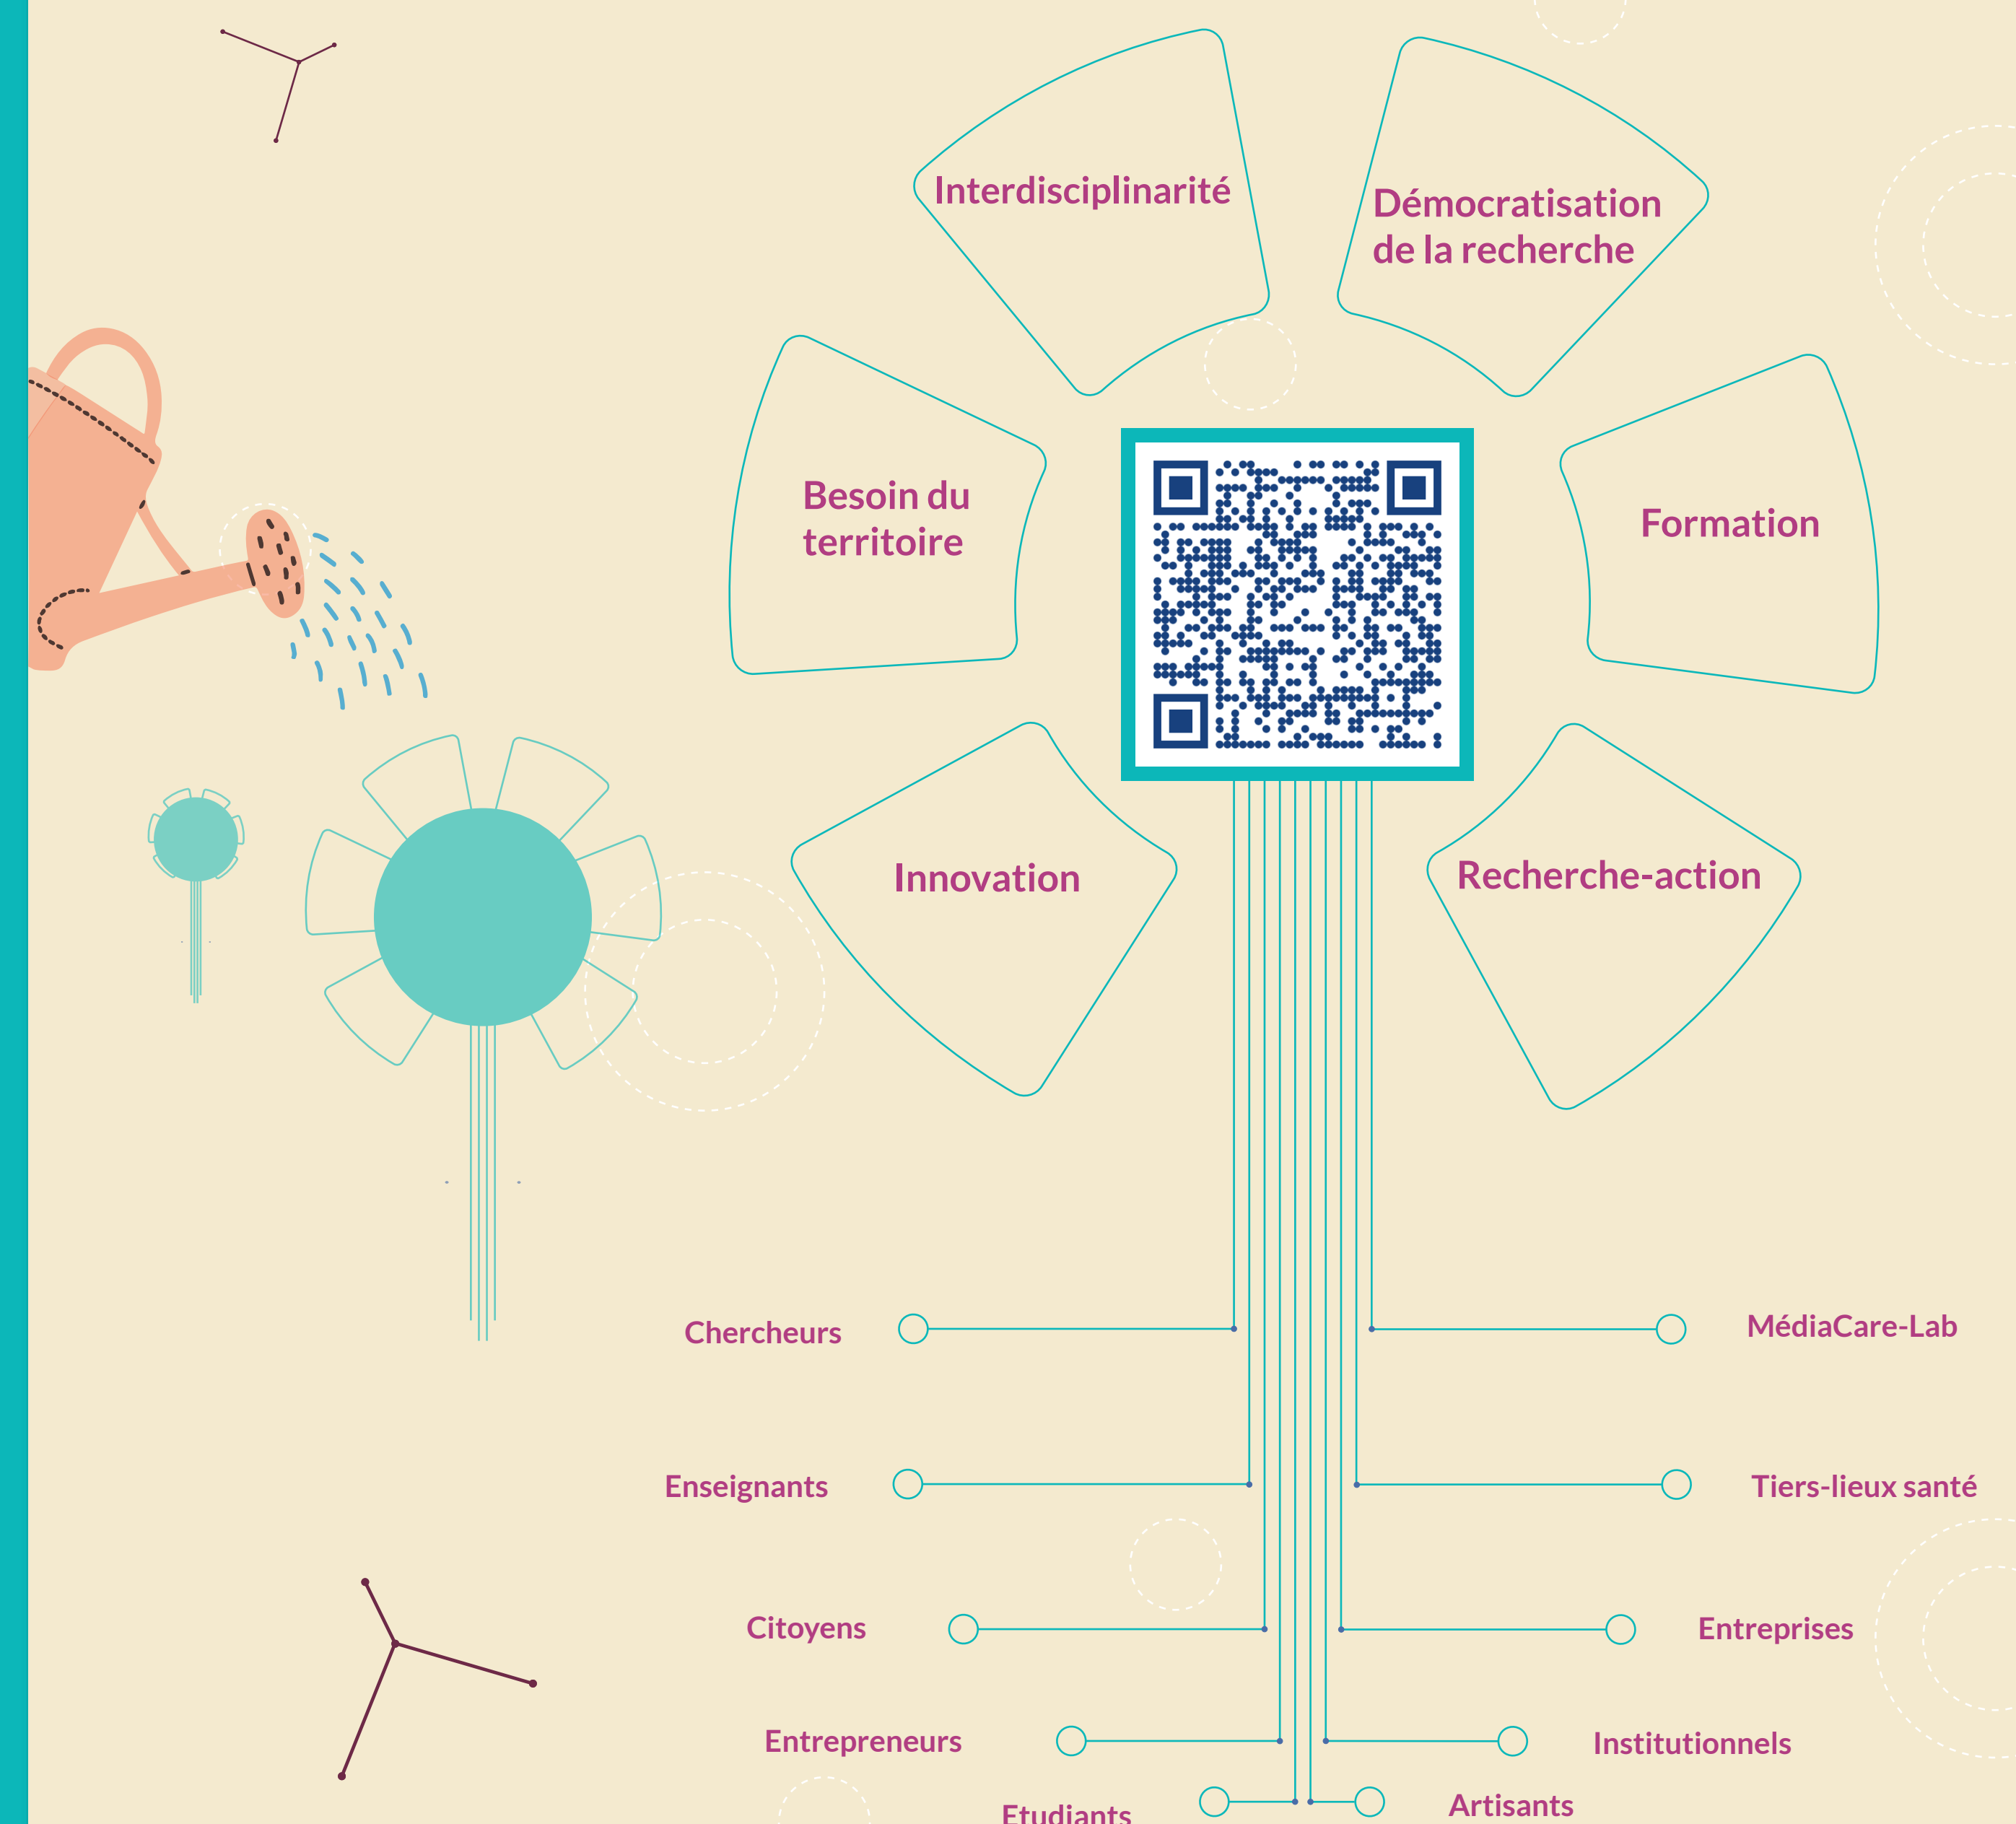 Interdisciplinarité
Démocratisation
de la recherche
Besoin du
territoire
Formation
Innovation
Recherche-action
Chercheurs
MédiaCare-Lab
Enseignants
Tiers-lieux santé
Citoyens
Entreprises
Entrepreneurs
Institutionnels
Etudiants
Artisants